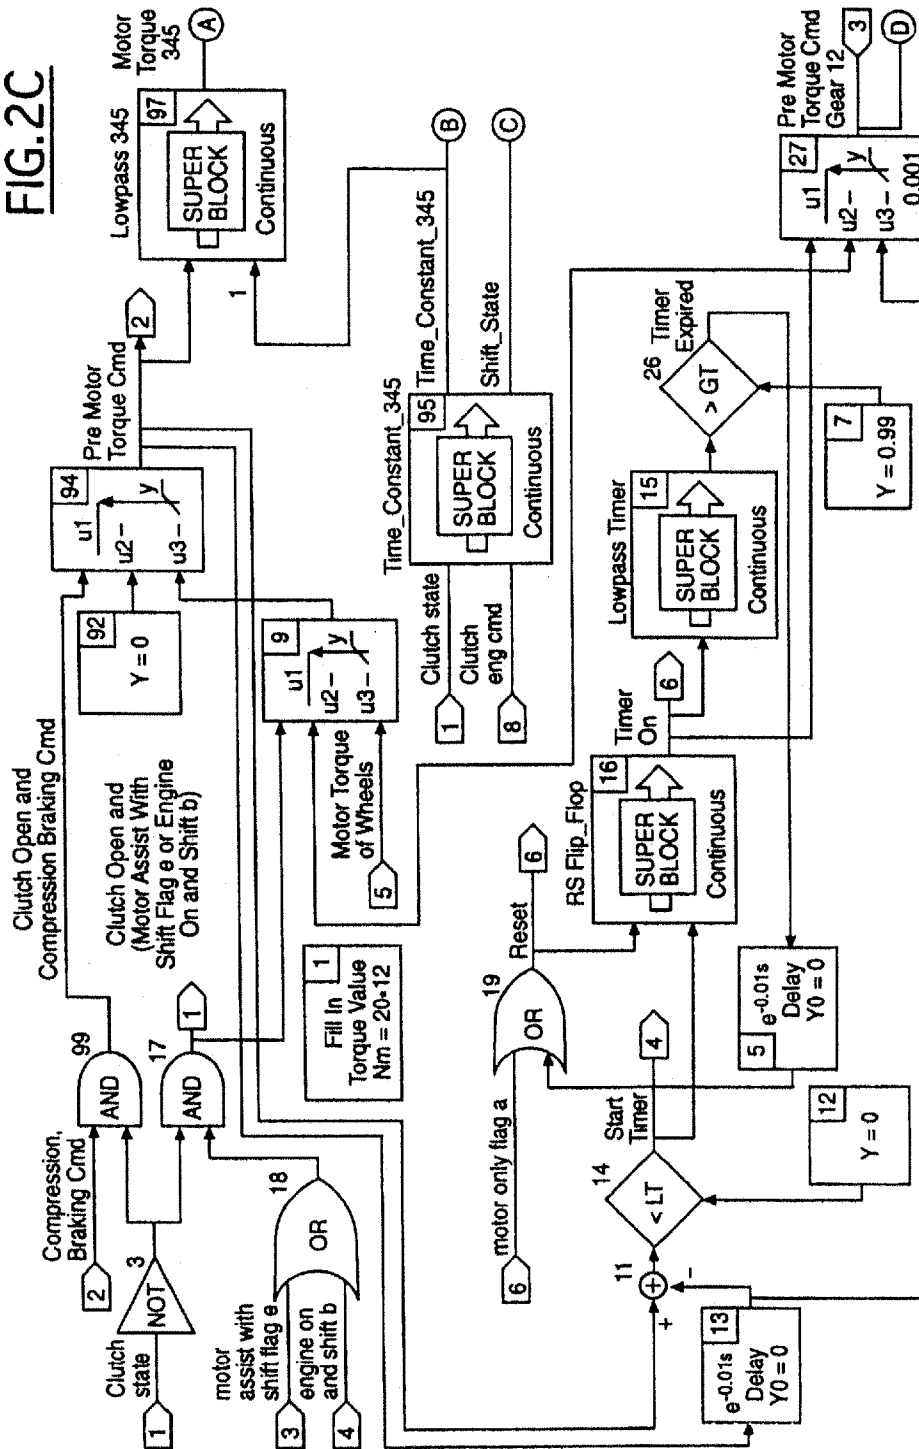 FIG.2C
Clutch
state
1
NOT
3
Compression,
Braking Cmd
2
AND
99
Clutch Open and
Compression Braking Cmd
AND
17
1
Clutch Open and
(Motor Assist With
Shift Flag e or Engine
On and Shift b)
motor
assist with
shift flag e
3
engine on
and shift b
4
OR
18
1
Fill In
Torque Value
Nm = 20*12
92
Y = 0
94
u1
u2
u3
y
Pre Motor
Torque Cmd
2
9
u1
u2
u3
y
Motor Torque
of Wheels
5
Lowpass 345
97
SUPER
BLOCK
Continuous
1
Motor
Torque
345
A
Time_Constant_345
95
SUPER
BLOCK
Continuous
Clutch state
1
Clutch
eng cmd
8
Time_Constant_345
B
Shift_State
C
motor only flag a
6
OR
19
Reset
6
RS Flip_Flop
16
SUPER
BLOCK
Continuous
Timer
On
6
Lowpass Timer
15
SUPER
BLOCK
Continuous
26
> GT
Timer
Expired
7
Y = 0.99
27
u1
u2
u3
y
0.001
Pre Motor
Torque Cmd
Gear 12
3
D
13
e-0.01s
Delay
Y0 = 0
+
-
+
11
14
< LT
Start
Timer
4
12
Y = 0
5
e-0.01s
Delay
Y0 = 0